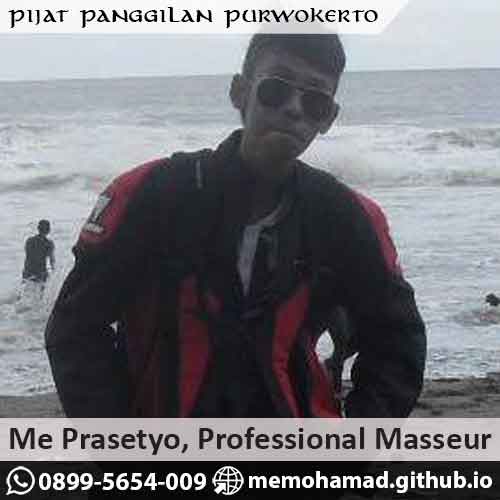 PIJAT PANGGILAN PURWOKERTO
Me Prasetyo, Professional Masseur
0899-5654-009 memohamad.github.io